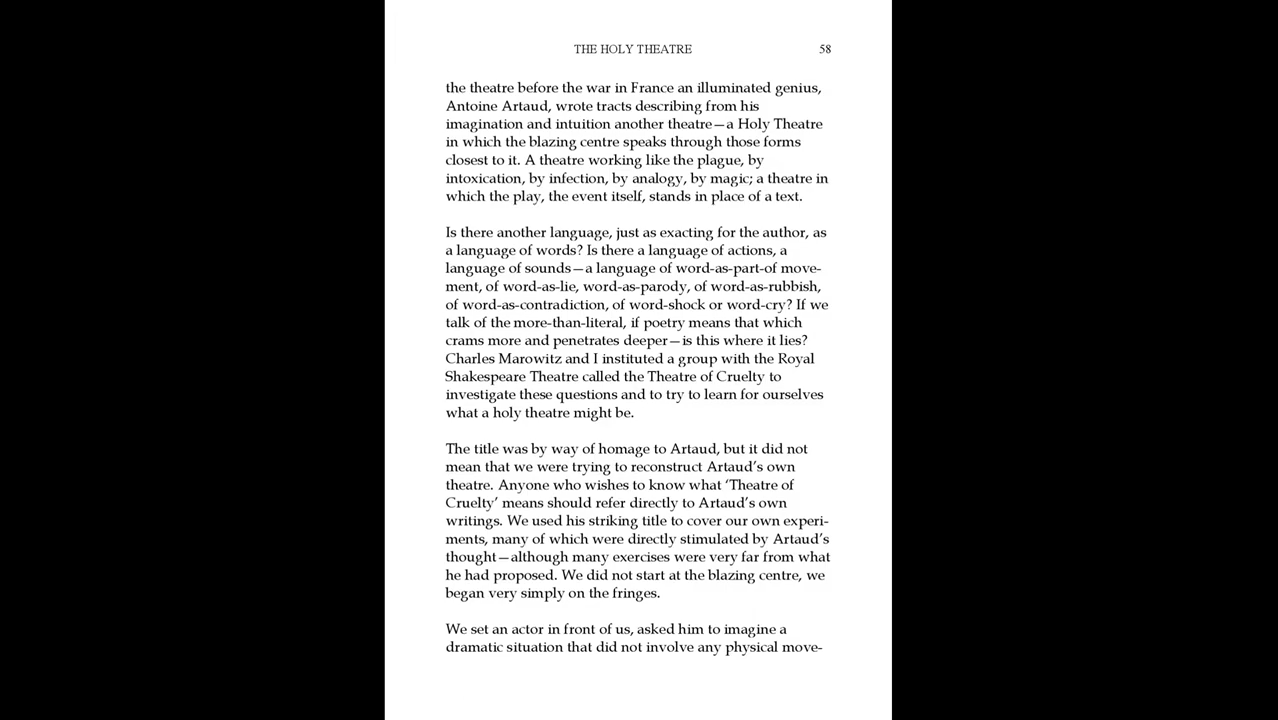 THE HOLY THEATRE 58
the theatre before the war in France an illuminated genius,
Antoine Artaud, wrote tracts describing from his
imagination and intuition another theatre—a Holy Theatre
in which the blazing centre speaks through those forms
closest to it. A theatre working like the plague, by
intoxication, by infection, by analogy, by magic; a theatre in
which the play, the event itself, stands in place of a text.
Is there another language, just as exacting for the author, as
a language of words? Is there a language of actions, a
language of sounds—a language of word-as-part-of move-
ment, of word-as-lie, word-as-parody, of word-as-rubbish,
of word-as-contradiction, of word-shock or word-cry? If we
talk of the more-than-literal, if poetry means that which
crams more and penetrates deeper—is this where it lies?
Charles Marowitz and I instituted a group with the Royal
Shakespeare Theatre called the Theatre of Cruelty to
investigate these questions and to try to learn for ourselves
what a holy theatre might be.
The title was by way of homage to Artaud, but it did not
mean that we were trying to reconstruct Artaud's own
theatre. Anyone who wishes to know what ‘Theatre of
Cruelty’ means should refer directly to Artaud's own
writings. We used his striking title to cover our own experi-
ments, many of which were directly stimulated by Artaud's
thought—although many exercises were very far from what
he had proposed. We did not start at the blazing centre, we
began very simply on the fringes.
We set an actor in front of us, asked him to imagine a
dramatic situation that did not involve any physical move-